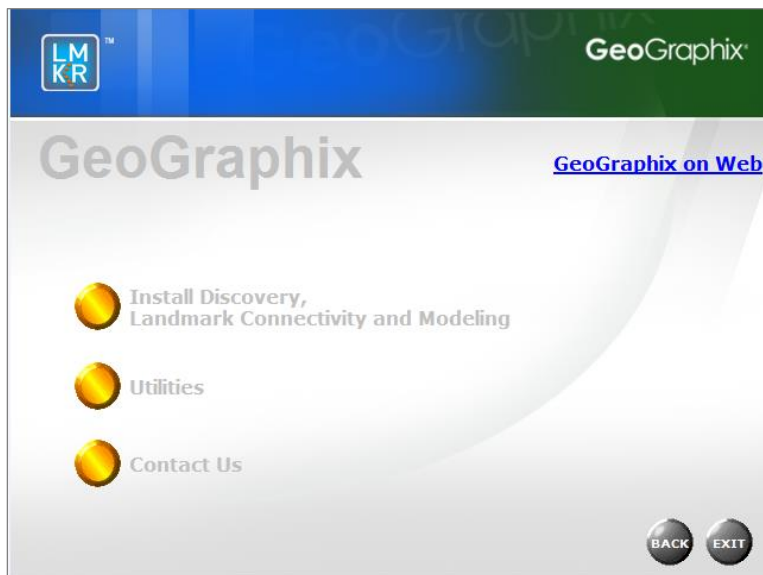 LM
KR
™
GeoGraphix
GeoGraphix®
GeoGraphix
GeoGraphix on Web
Install Discovery,
Landmark Connectivity and Modeling
Utilities
Contact Us
BACK
EXIT